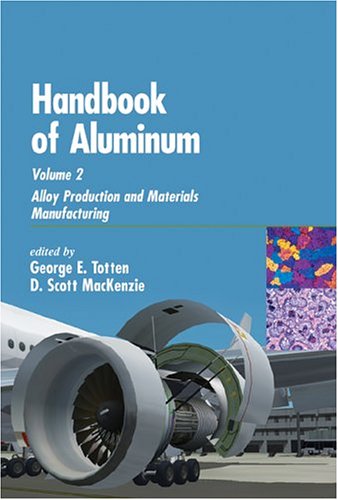 Handbook
of Aluminum
Volume 2
Alloy Production and Materials
Manufacturing
edited by
George E. Totten
D. Scott MacKenzie